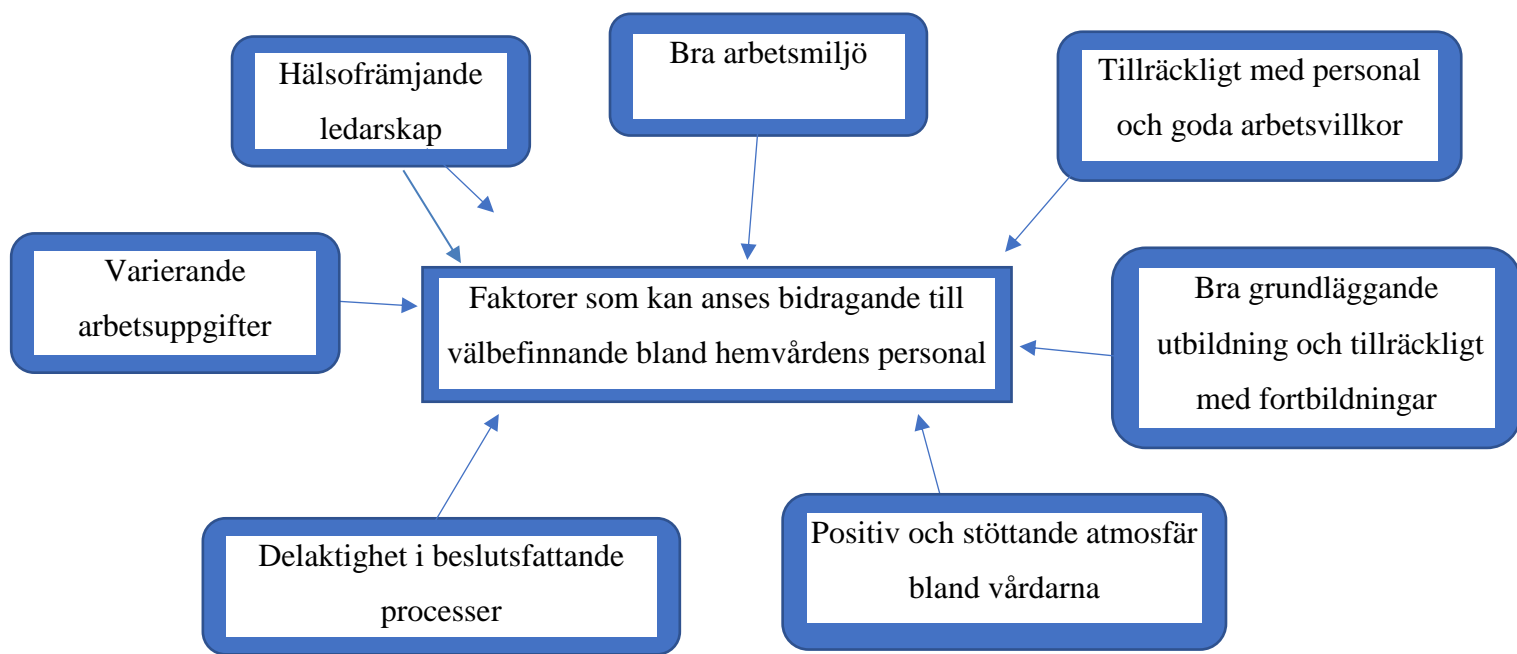 Hälsofrämjande
ledarskap
Bra arbetsmiljö
Tillräckligt med personal
och goda arbetsvillkor
Varierande
arbetsuppgifter
Faktorer som kan anses bidragande till
välbefinnande bland hemvårdens personal
Bra grundläggande
utbildning och tillräckligt
med fortbildningar
Delaktighet i beslutsfattande
processer
Positiv och stöttande atmosfär
bland vårdarna